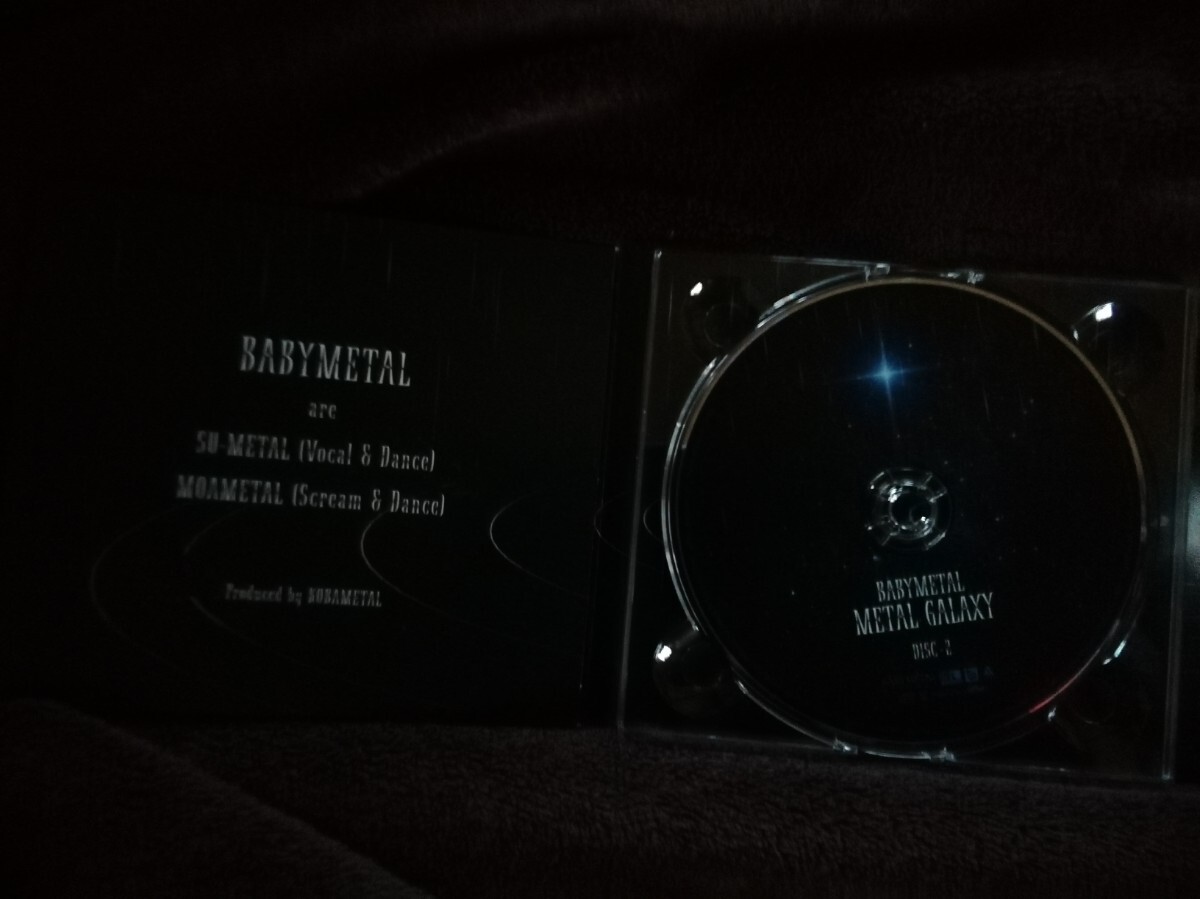 BABYMETAL
are
SU-METAL (Vocal & Dance)
MOAMETAL (Scream & Dance)
Produced by KOBAMETAL
BABYMETAL
METAL GALAXY
DISC-2